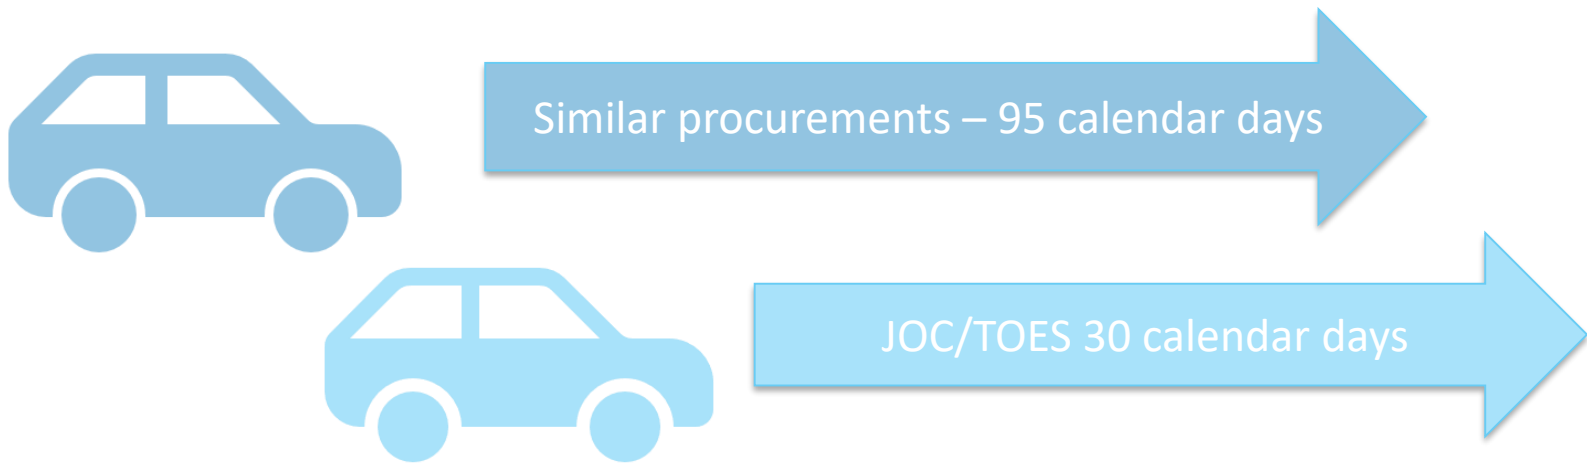 Similar procurements – 95 calendar days
JOC/TOES 30 calendar days